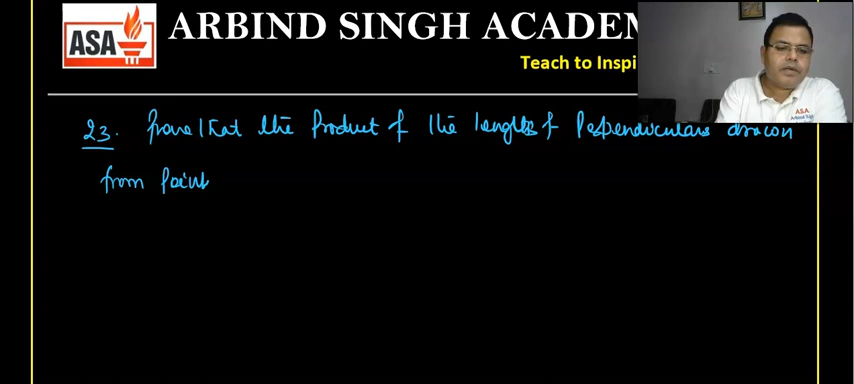 ASA
ARBIND SINGH ACADEM
Teach to Inspi
A.S.A.
23. Prove that the Product of the lengths of Perpendiculars drawn
from Point